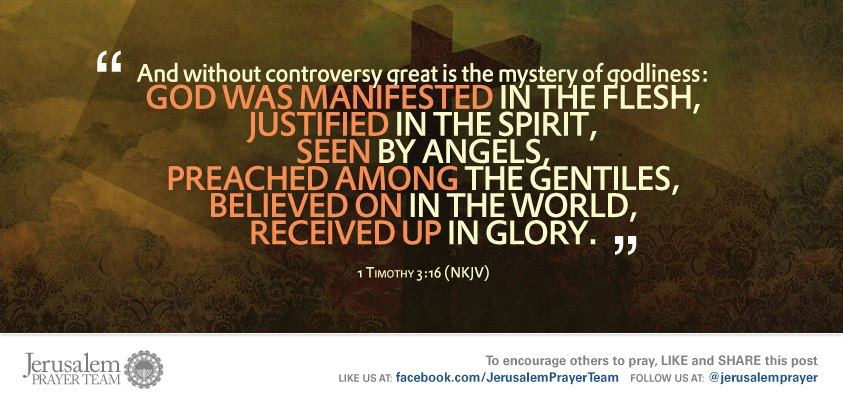 “ And without controversy great is the mystery of godliness:
GOD WAS MANIFESTED IN THE FLESH,
JUSTIFIED IN THE SPIRIT,
SEEN BY ANGELS,
PREACHED AMONG THE GENTILES,
BELIEVED ON IN THE WORLD,
RECEIVED UP IN GLORY. ”
1 TIMOTHY 3:16 (NKJV)
Jerusalem
PRAYER TEAM
To encourage others to pray, LIKE and SHARE this post
LIKE US AT: facebook.com/JerusalemPrayerTeam FOLLOW US AT: @jerusalemprayer